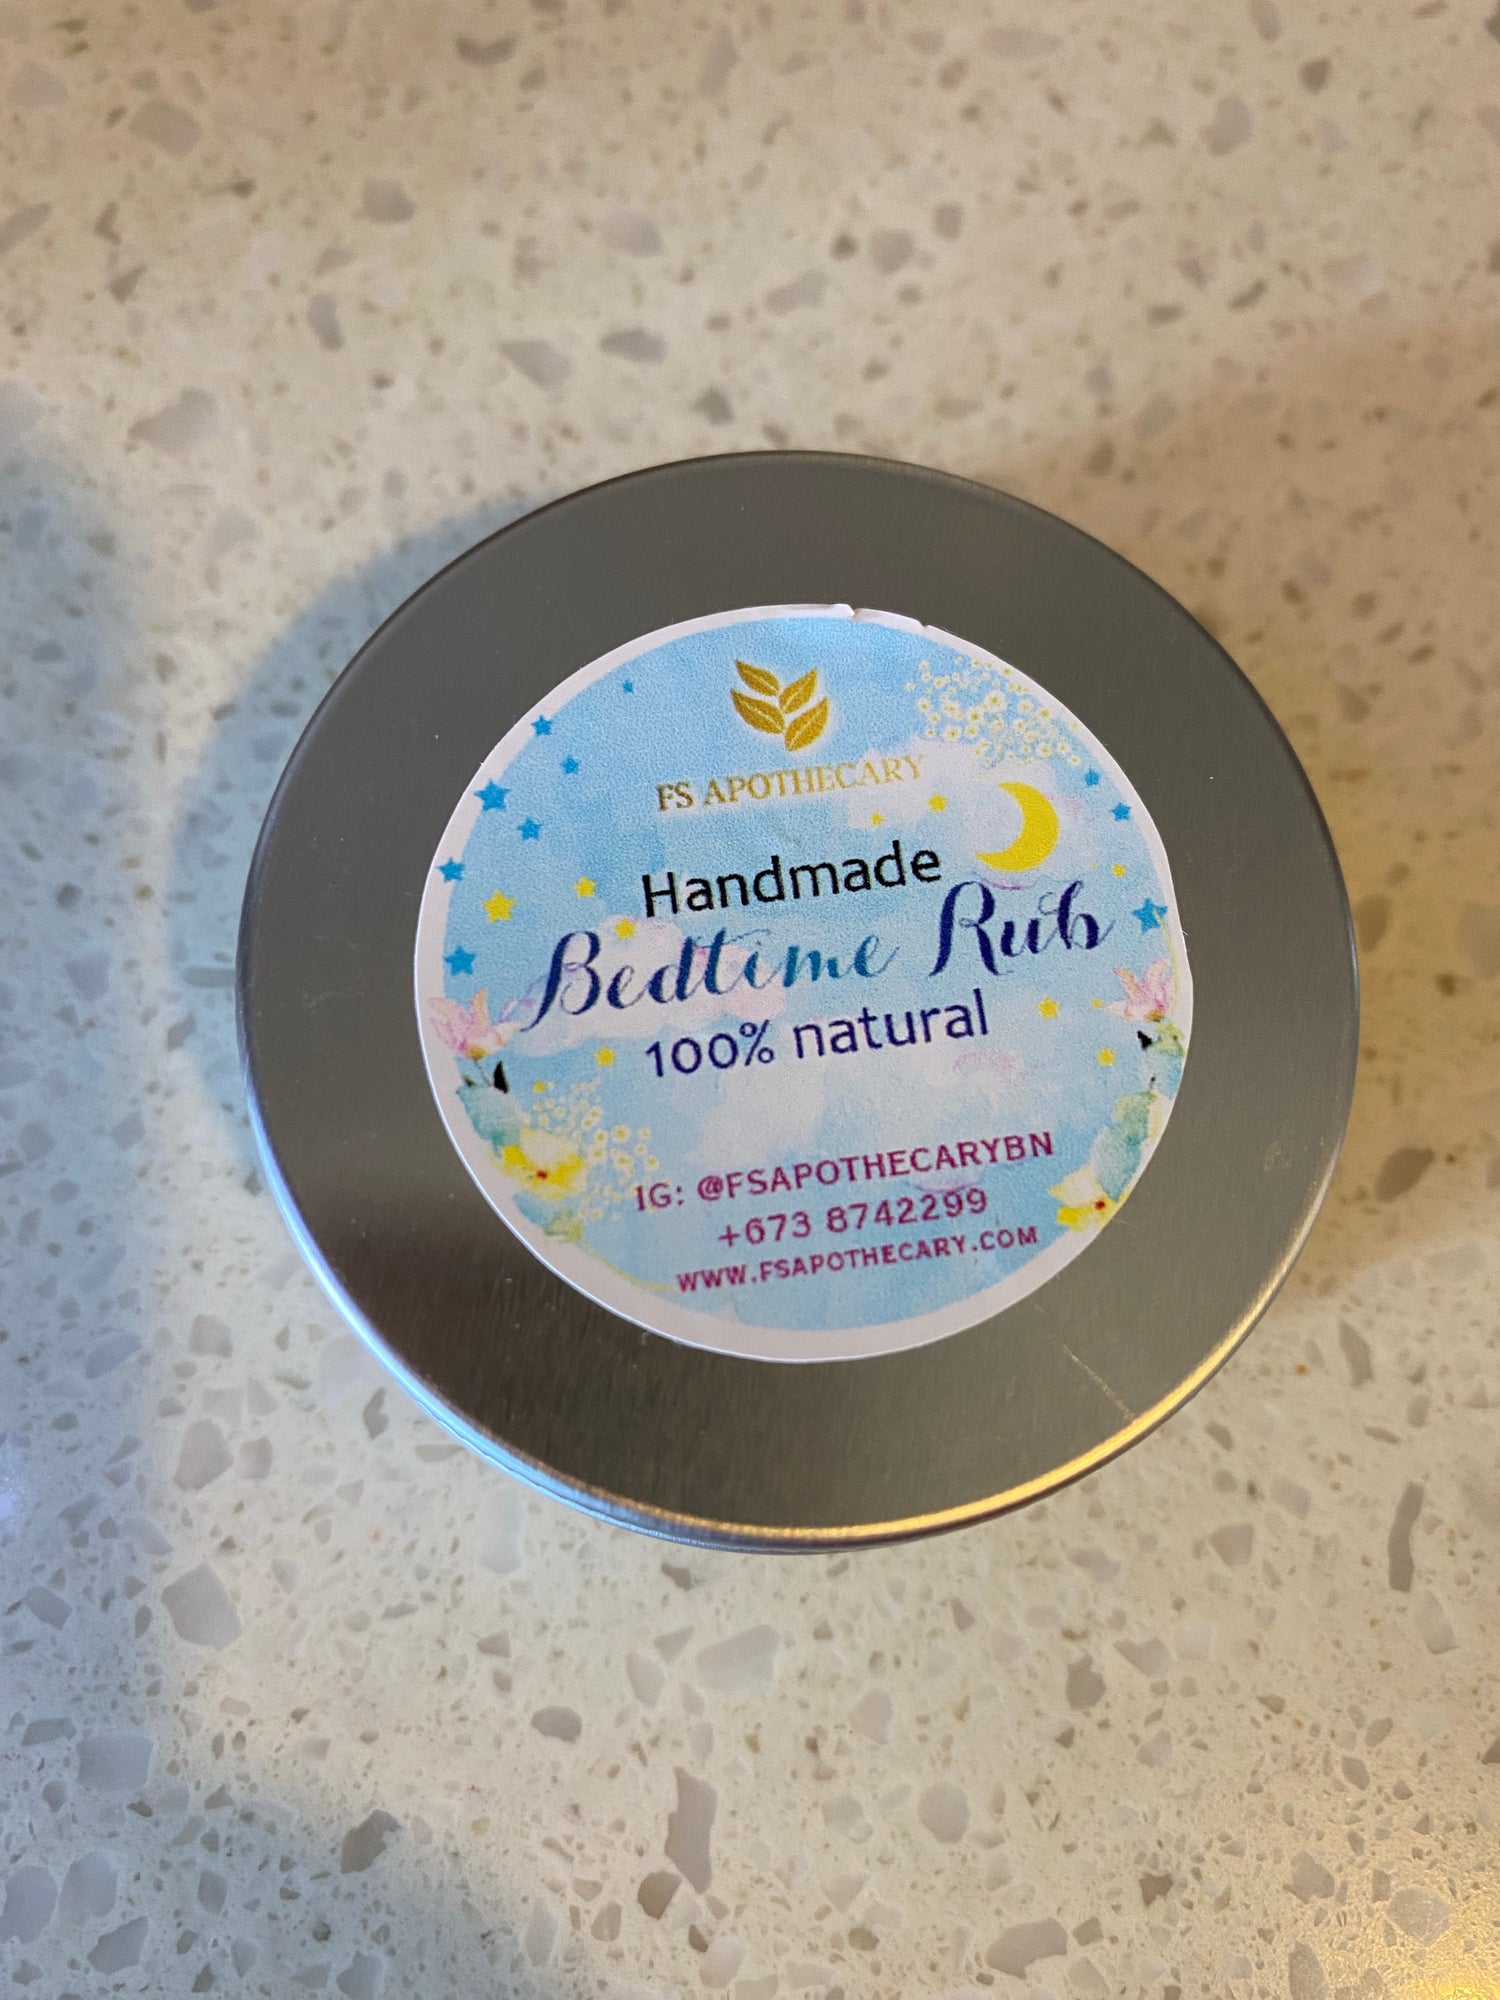 FS APOTHECARY
Handmade
Bedtime Rub
100% natural
IG: @FSAPOTHECARYBN
+673 8742299
WWW.FSAPOTHECARY.COM